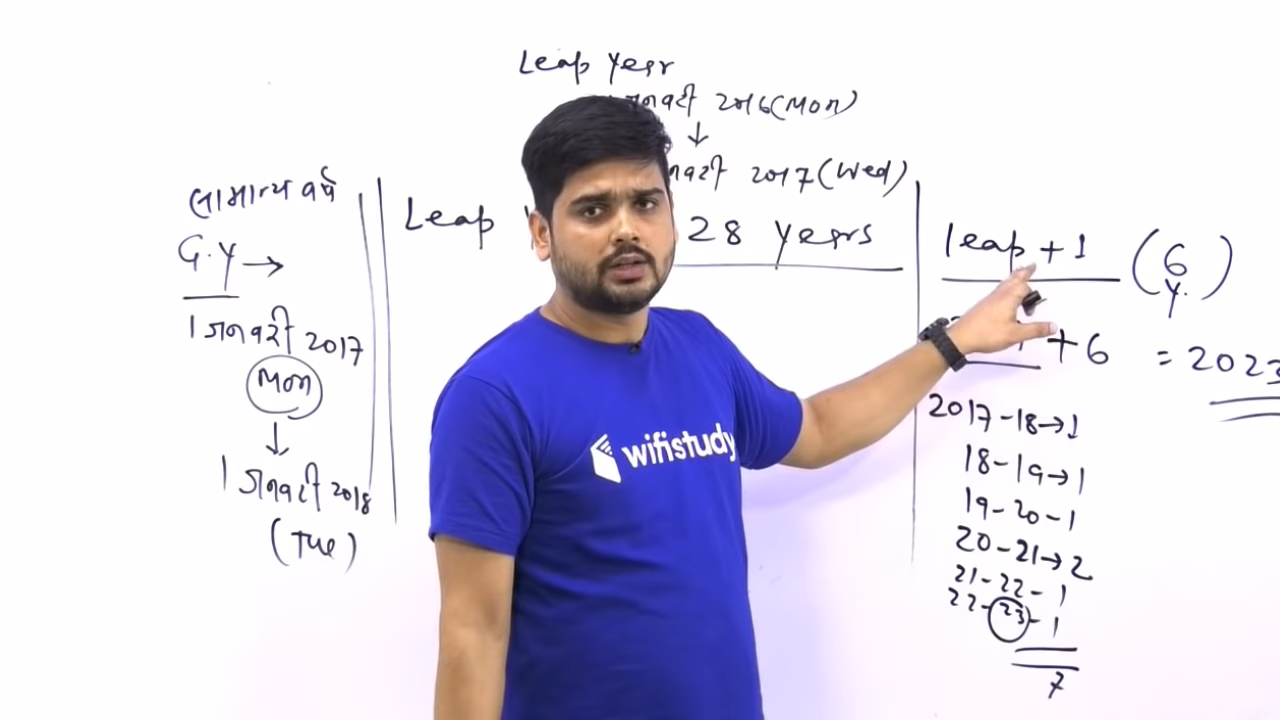 Leap Year
जनवरी 2016(Mon)
↓
2017(Wed)
सामान्य वर्ष
G.Y→
1 जनवरी 2017
Mon
↓
1 जनवरी 2018
(Tue)
Leap
28 Years
leap+1 (6 Y.)
+6 = 2023
2017-18→1
18-19→1
19-20-1
20-21→2
21-22-1
22-23-1
7
wifistudy